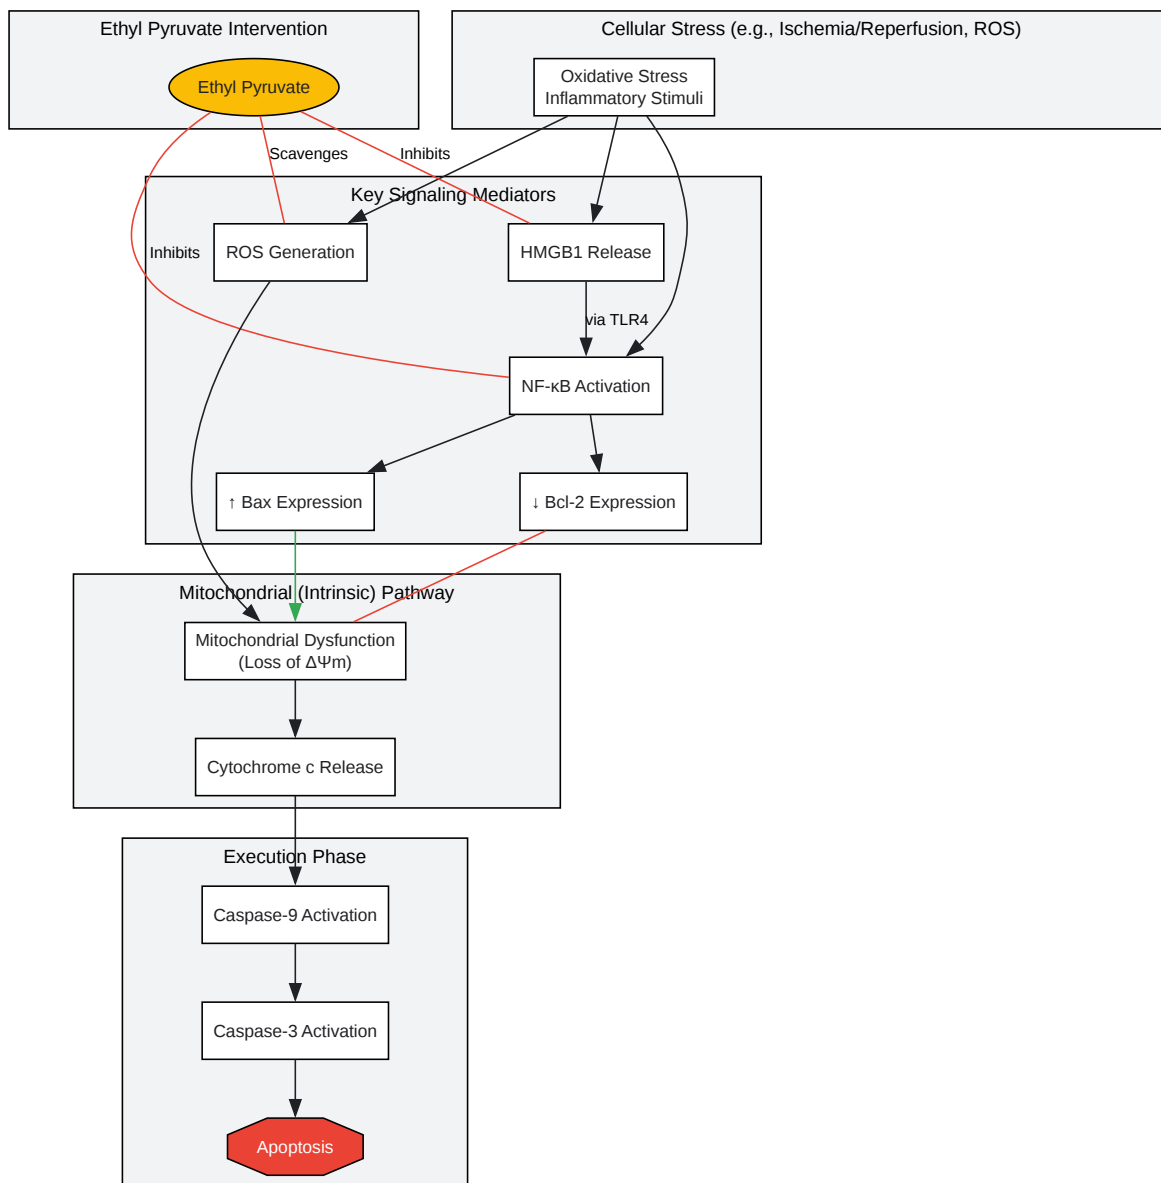 Ethyl Pyruvate Intervention
Cellular Stress (e.g., Ischemia/Reperfusion, ROS)
Ethyl Pyruvate
Oxidative Stress
Inflammatory Stimuli
Scavenges
Inhibits
Key Signaling Mediators
ROS Generation
HMGB1 Release
Inhibits
via TLR4
NF-κB Activation
↑ Bax Expression
↓ Bcl-2 Expression
Mitochondrial (Intrinsic) Pathway
Mitochondrial Dysfunction
(Loss of ΔΨm)
Cytochrome c Release
Execution Phase
Caspase-9 Activation
Caspase-3 Activation
Apoptosis